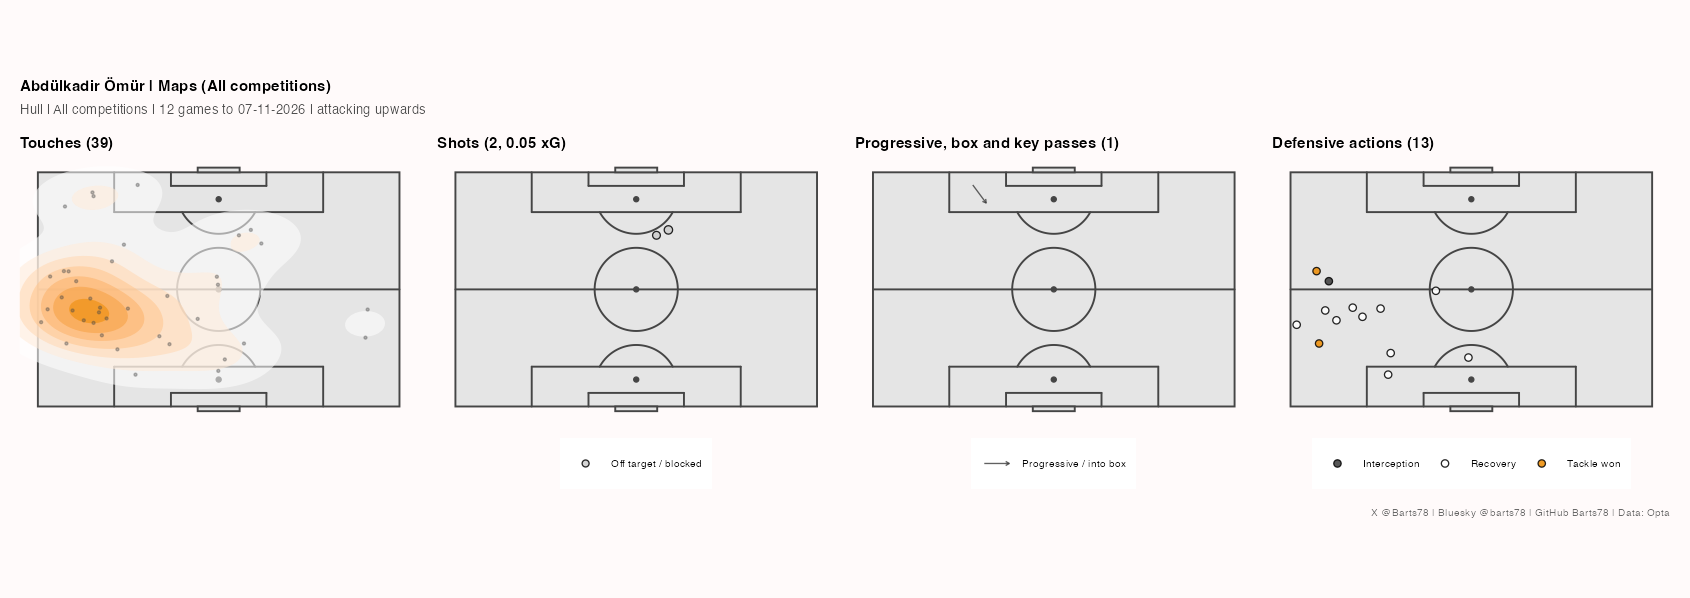 Abdülkadir Ömür | Maps (All competitions)
Hull | All competitions | 12 games to 07-11-2026 | attacking upwards
Touches (39)
Shots (2, 0.05 xG)
Progressive, box and key passes (1)
Defensive actions (13)
Off target / blocked
Progressive / into box
Interception
Recovery
Tackle won
X @Barts78 | Bluesky @barts78 | GitHub Barts78 | Data: Opta